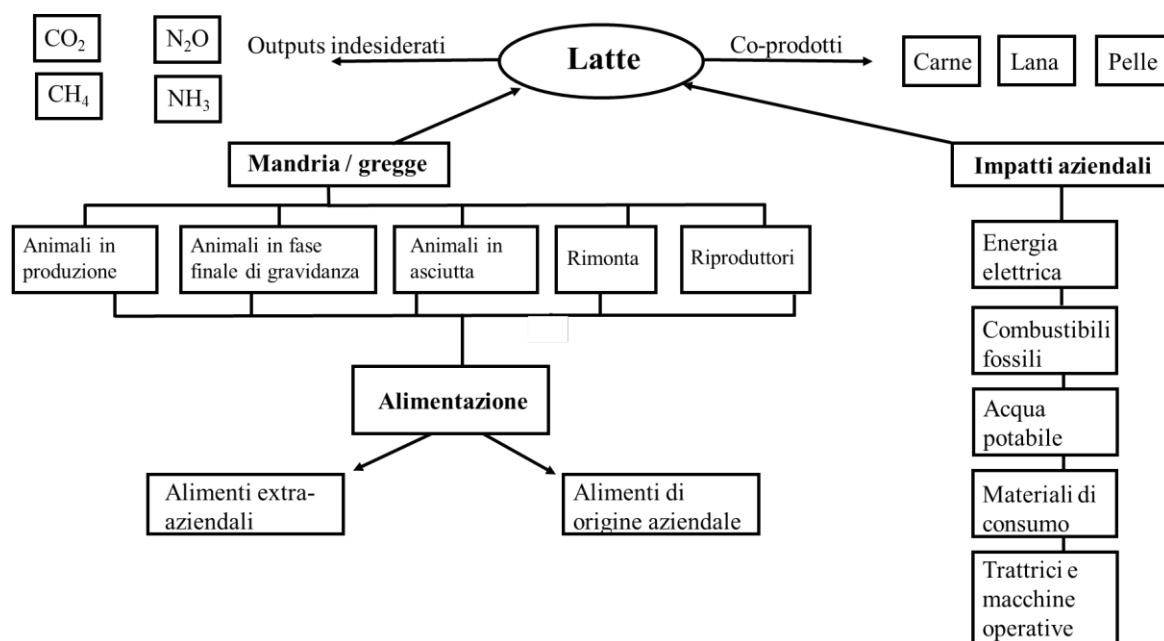 CO₂
N₂O
Outputs indesiderati
Latte
Co-prodotti
Carne
Lana
Pelle
CH₄
NH₃
Mandria / gregge
Impatti aziendali
Animali in
produzione
Animali in fase
finale di gravidanza
Animali in
asciutta
Rimonta
Riproduttori
Energia
elettrica
Combustibili
fossili
Alimentazione
Acqua
potabile
Alimenti extra-
aziendali
Alimenti di
origine aziendale
Materiali di
consumo
Trattrici e
macchine
operative